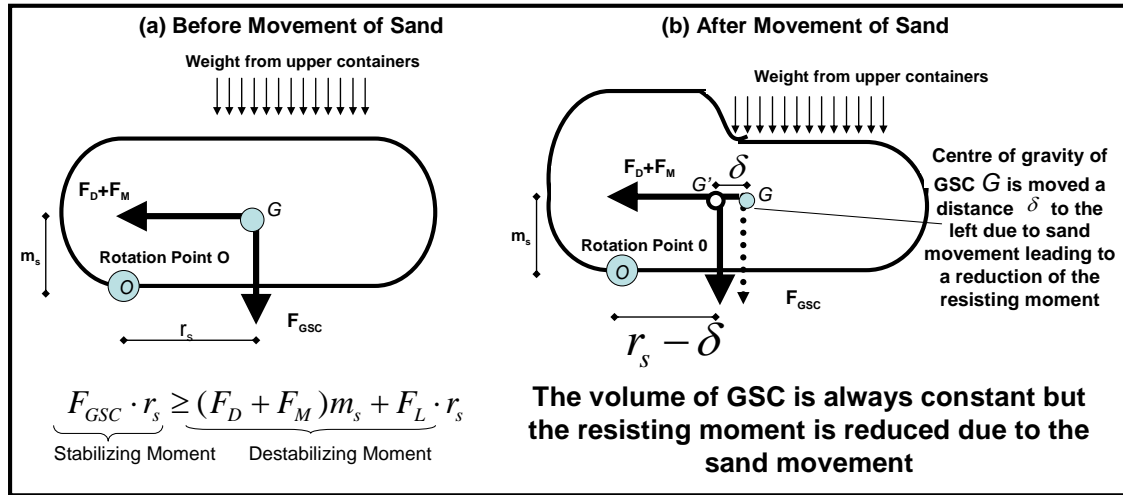 (a) Before Movement of Sand
Weight from upper containers
F_D+F_M
G
m_s
Rotation Point O
O
F_GSC
r_s
F_GSC · r_s ≥ (F_D + F_M)m_s + F_L · r_s
Stabilizing Moment Destabilizing Moment
(b) After Movement of Sand
Weight from upper containers
F_D+F_M
δ
G'
G
m_s
Rotation Point 0
O
F_GSC
r_s − δ
Centre of gravity of
GSC G is moved a
distance δ to the
left due to sand
movement leading to
a reduction of the
resisting moment
The volume of GSC is always constant but
the resisting moment is reduced due to the
sand movement